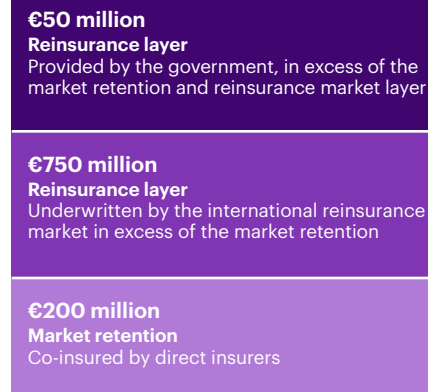 €50 million
Reinsurance layer
Provided by the government, in excess of the
market retention and reinsurance market layer
€750 million
Reinsurance layer
Underwritten by the international reinsurance
market in excess of the market retention
€200 million
Market retention
Co-insured by direct insurers